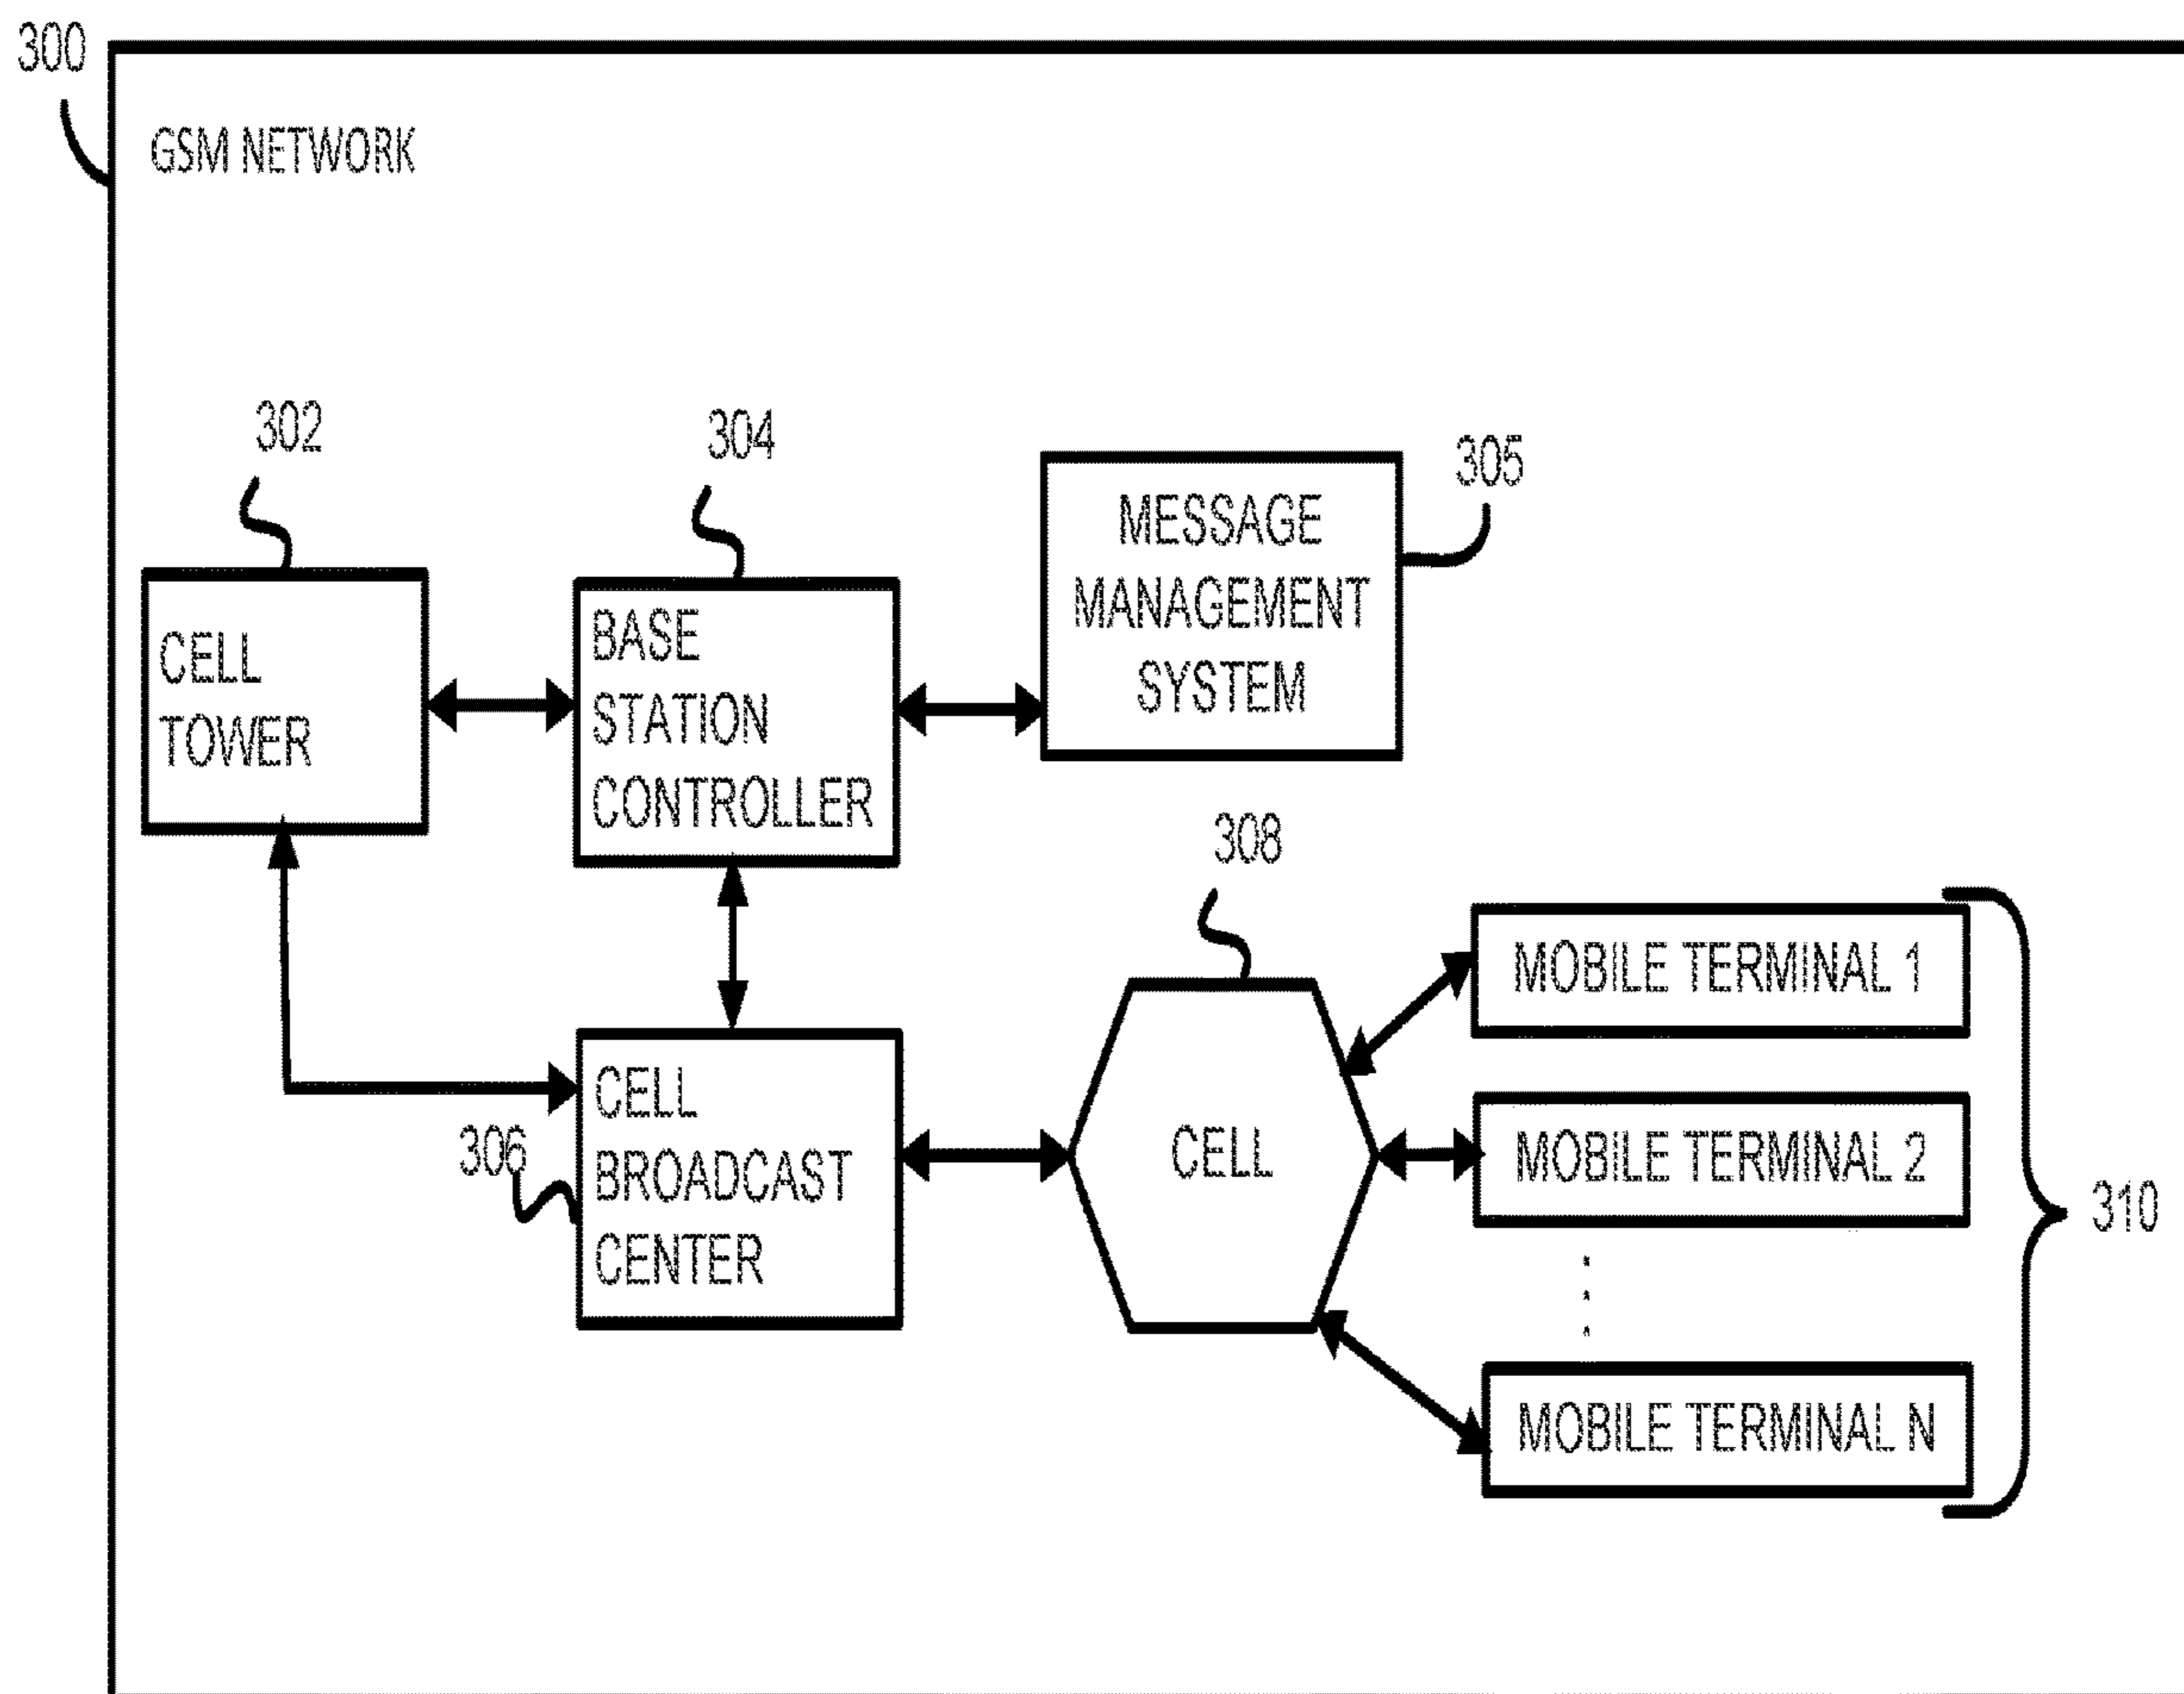 300
GSM NETWORK
302
304
305
CELL
TOWER
BASE
STATION
CONTROLLER
MESSAGE
MANAGEMENT
SYSTEM
308
306
CELL
BROADCAST
CENTER
CELL
MOBILE TERMINAL 1
MOBILE TERMINAL 2
MOBILE TERMINAL N
310